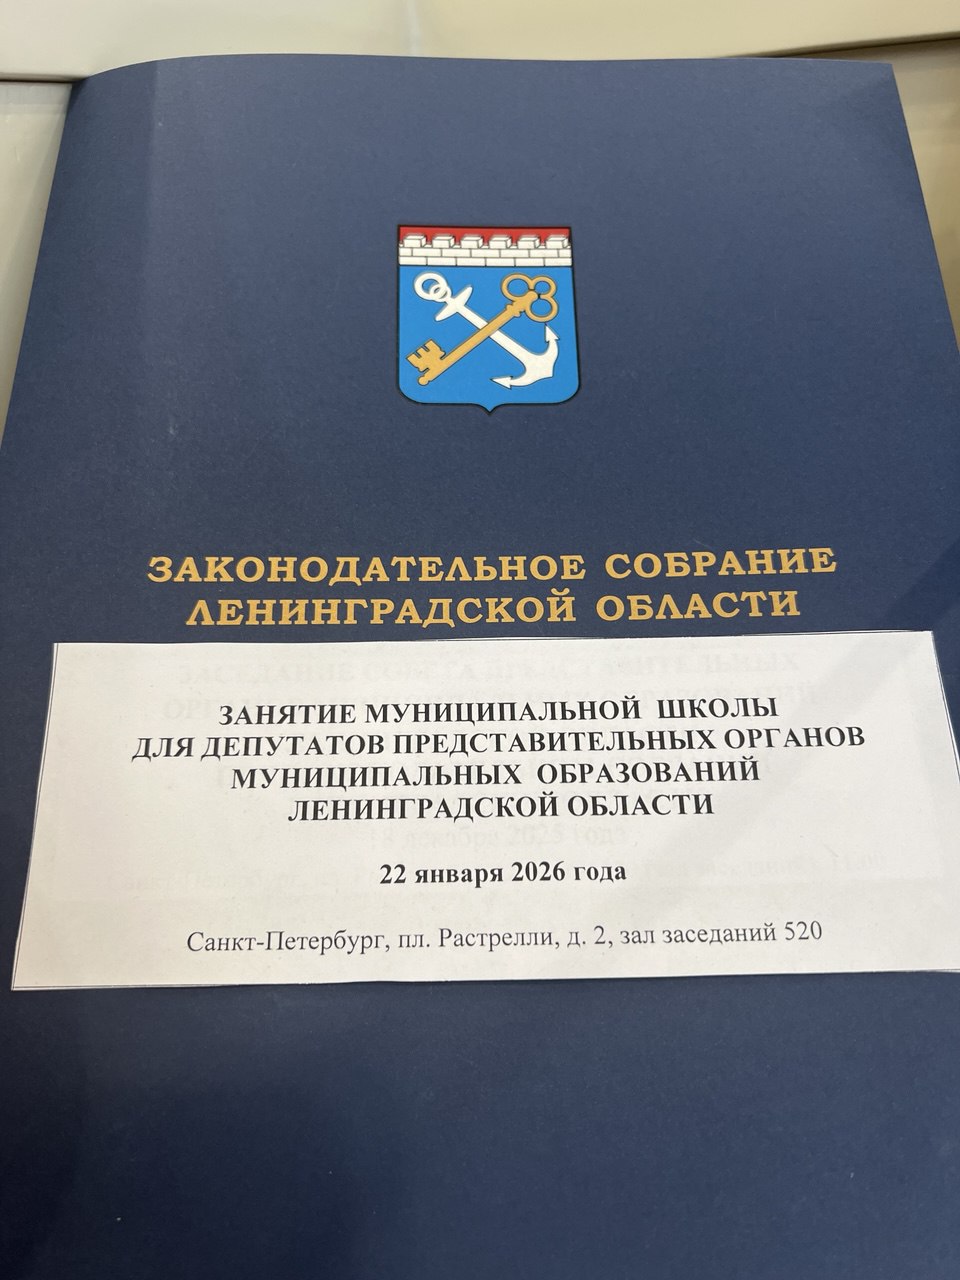 ЗАКОНОДАТЕЛЬНОЕ СОБРАНИЕ
ЛЕНИНГРАДСКОЙ ОБЛАСТИ
ЗАНЯТИЕ МУНИЦИПАЛЬНОЙ ШКОЛЫ
ДЛЯ ДЕПУТАТОВ ПРЕДСТАВИТЕЛЬНЫХ ОРГАНОВ
МУНИЦИПАЛЬНЫХ ОБРАЗОВАНИЙ
ЛЕНИНГРАДСКОЙ ОБЛАСТИ
22 января 2026 года
Санкт-Петербург, пл. Растрелли, д. 2, зал заседаний 520